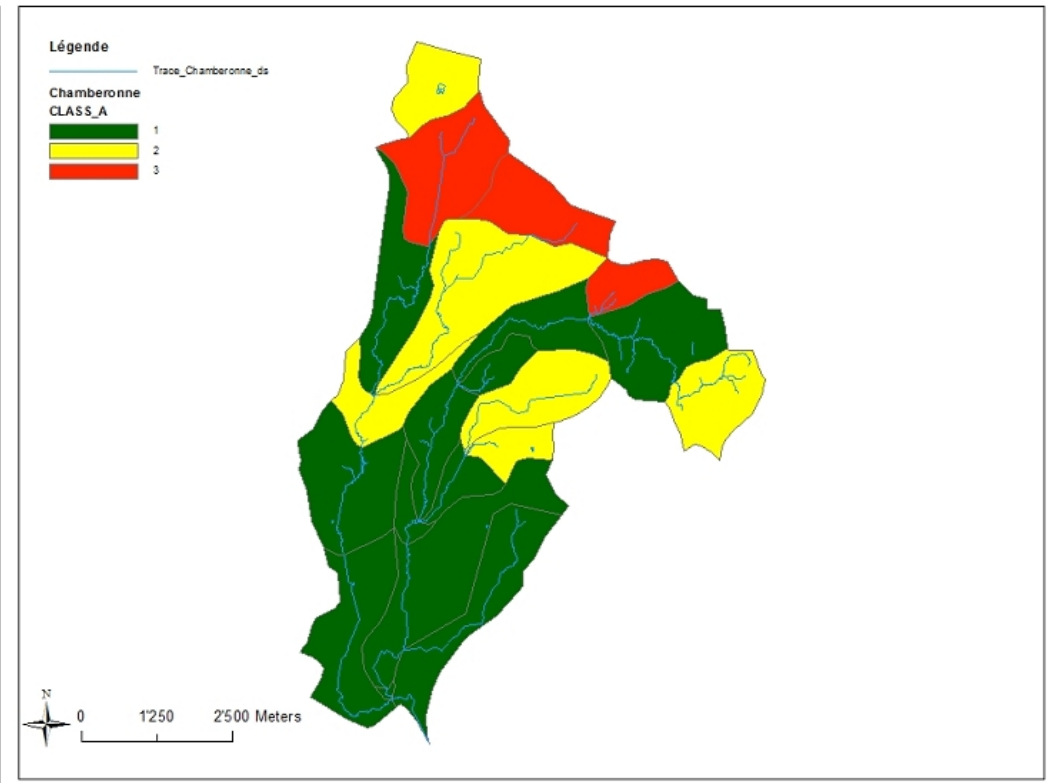 Légende
Trace_Chamberonne_ds
Chamberonne
CLASS_A
1
2
3
N
0 1'250 2'500 Meters